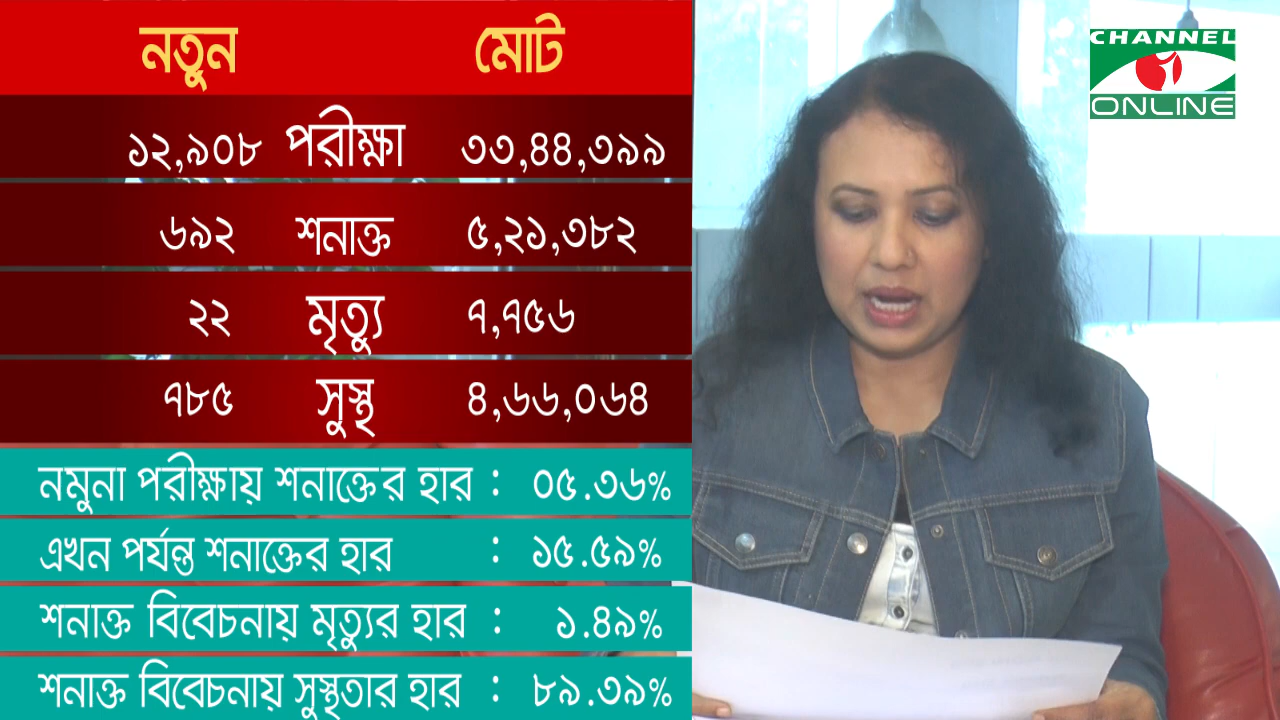 নতুন মোট
১২,৯০৮ পরীক্ষা ৩৩,৪৪,৩৯৯
৬৯২ শনাক্ত ৫,২১,৩৮২
২২ মৃত্যু ৭,৭৫৬
৭৮৫ সুস্থ ৪,৬৬,০৬৪
নমুনা পরীক্ষায় শনাক্তের হার : ০৫.৩৬%
এখন পর্যন্ত শনাক্তের হার : ১৫.৫৯%
শনাক্ত বিবেচনায় মৃত্যুর হার : ১.৪৯%
শনাক্ত বিবেচনায় সুস্থতার হার : ৮৯.৩৯%
CHANNEL
ONLINE